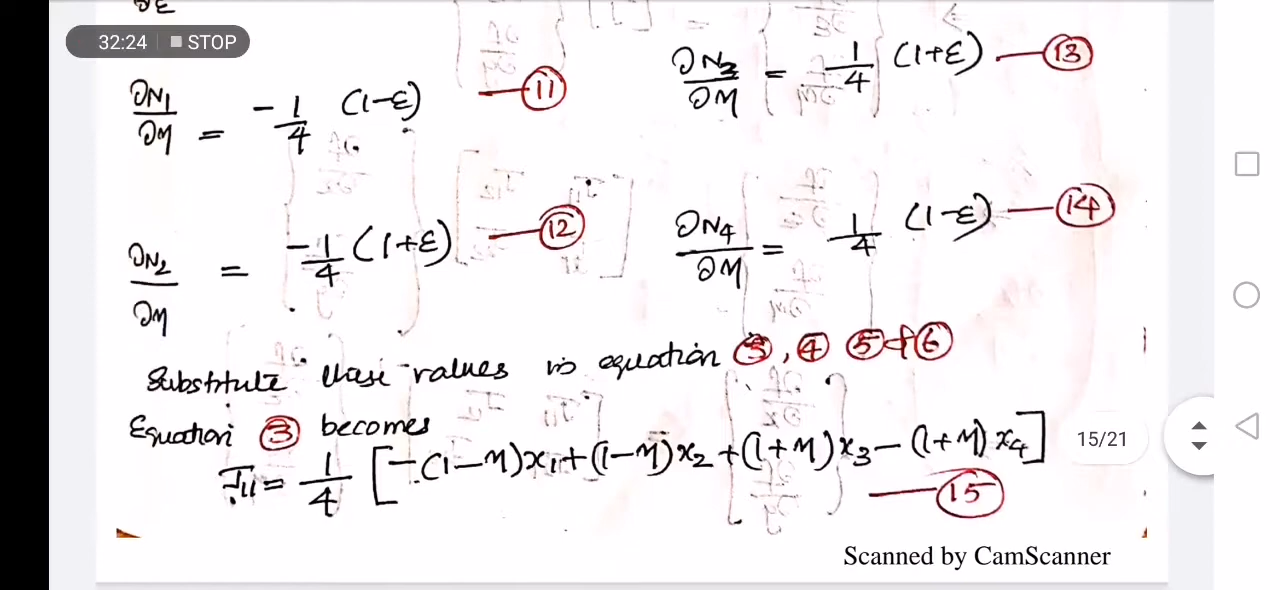 ∂ε
32:24 STOP
∂N1/∂η = -1/4 (1-ε) —(11)
∂N3/∂η = 1/4 (1+ε) —(13)
∂N2/∂η = -1/4 (1+ε) —(12)
∂N4/∂η = 1/4 (1-ε) —(14)
Substitute these values in equation (3), (4) (5) & (6)
Equation (3) becomes
J11 = 1/4 [-(1-η)x1+(1-η)x2+(1+η)x3-(1+η)x4]
—(15)
15/21
Scanned by CamScanner